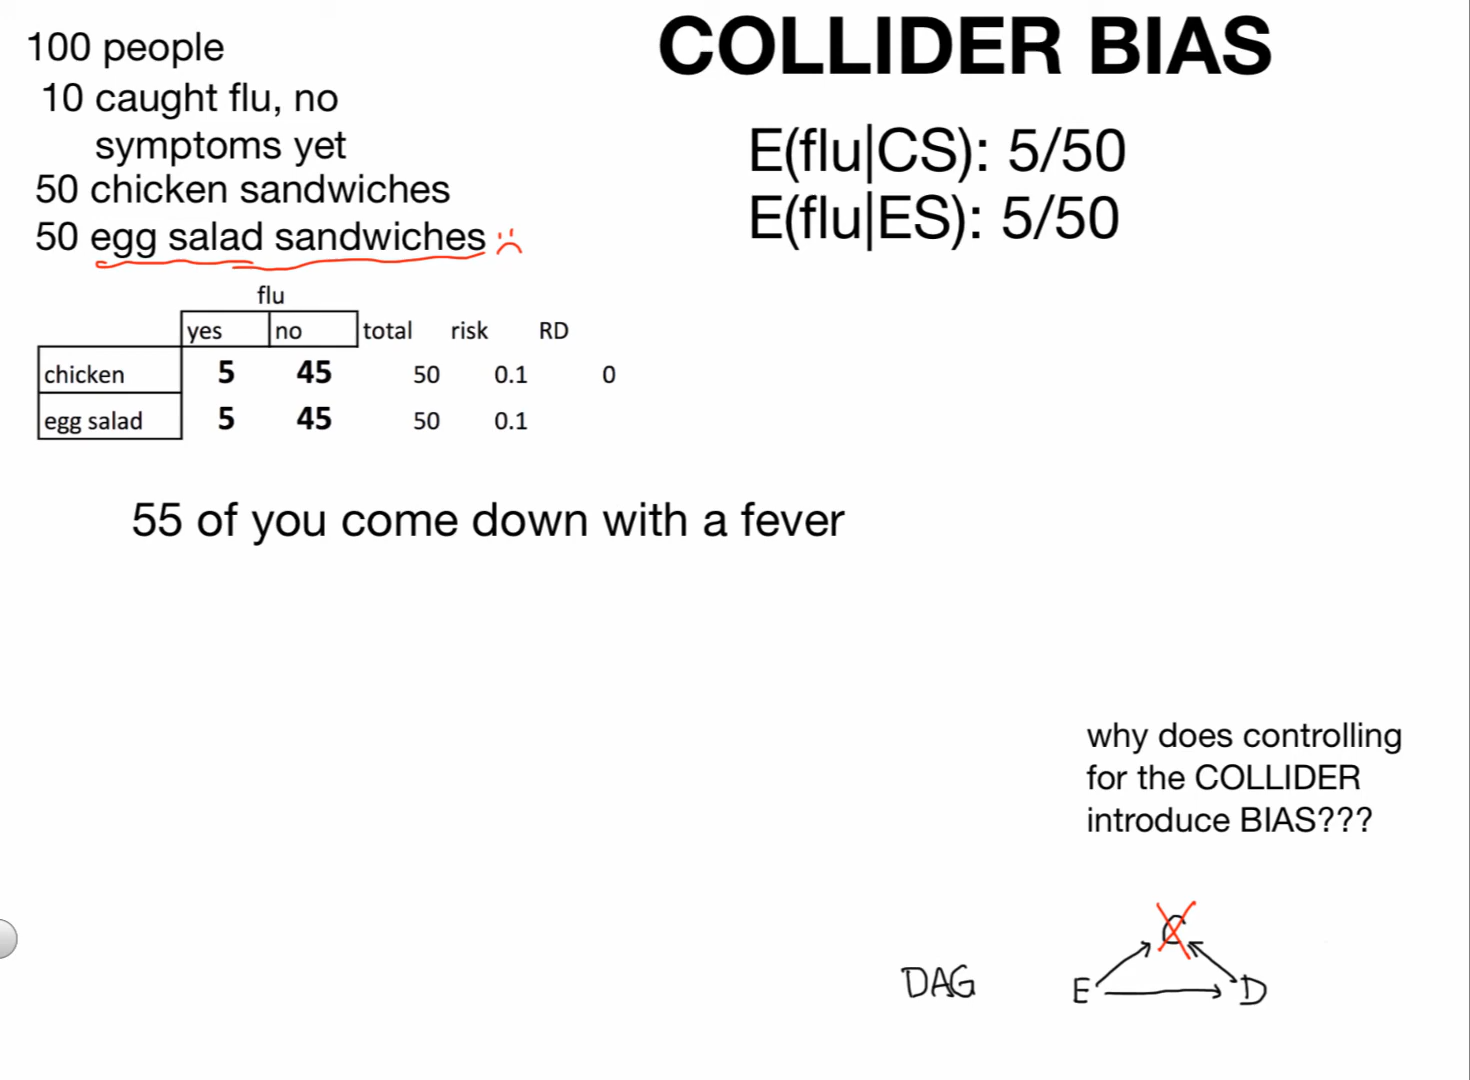 COLLIDER BIAS
100 people
10 caught flu, no
symptoms yet
50 chicken sandwiches
50 egg salad sandwiches
E(flu|CS): 5/50
E(flu|ES): 5/50
flu
yes no total risk RD
chicken 5 45 50 0.1 0
egg salad 5 45 50 0.1
55 of you come down with a fever
why does controlling
for the COLLIDER
introduce BIAS???
C
DAG E D